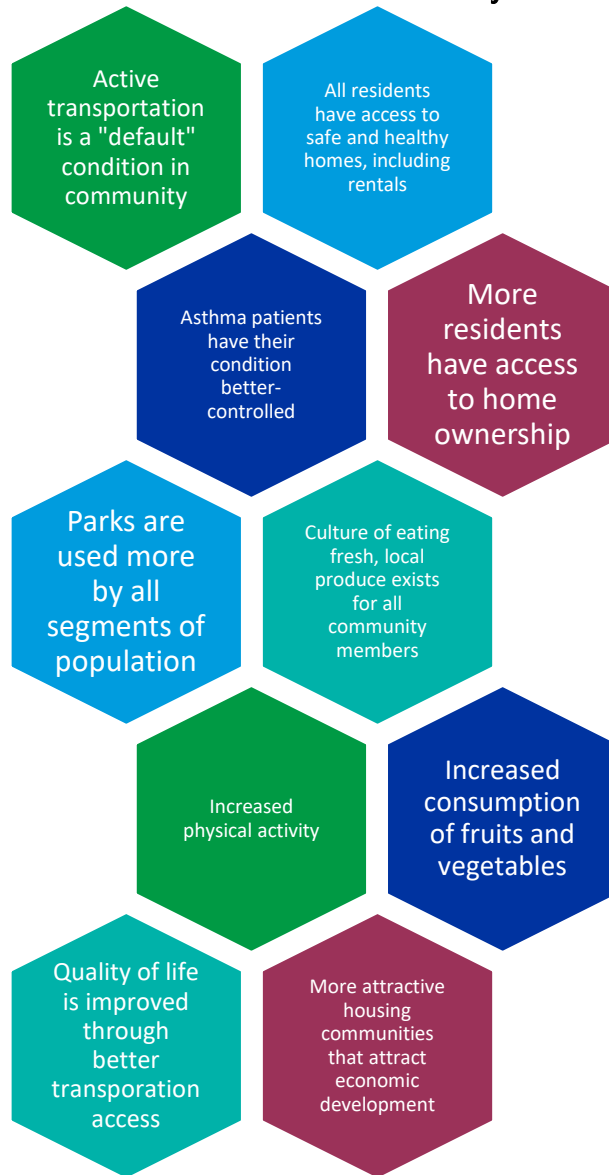 Active
transportation
is a "default"
condition in
community
All residents
have access to
safe and healthy
homes, including
rentals
Asthma patients
have their
condition
better-
controlled
More
residents
have access
to home
ownership
Parks are
used more
by all
segments of
population
Culture of eating
fresh, local
produce exists
for all
community
members
Increased
physical activity
Increased
consumption
of fruits and
vegetables
Quality of life
is improved
through
better
transporation
access
More attractive
housing
communities
that attract
economic
development